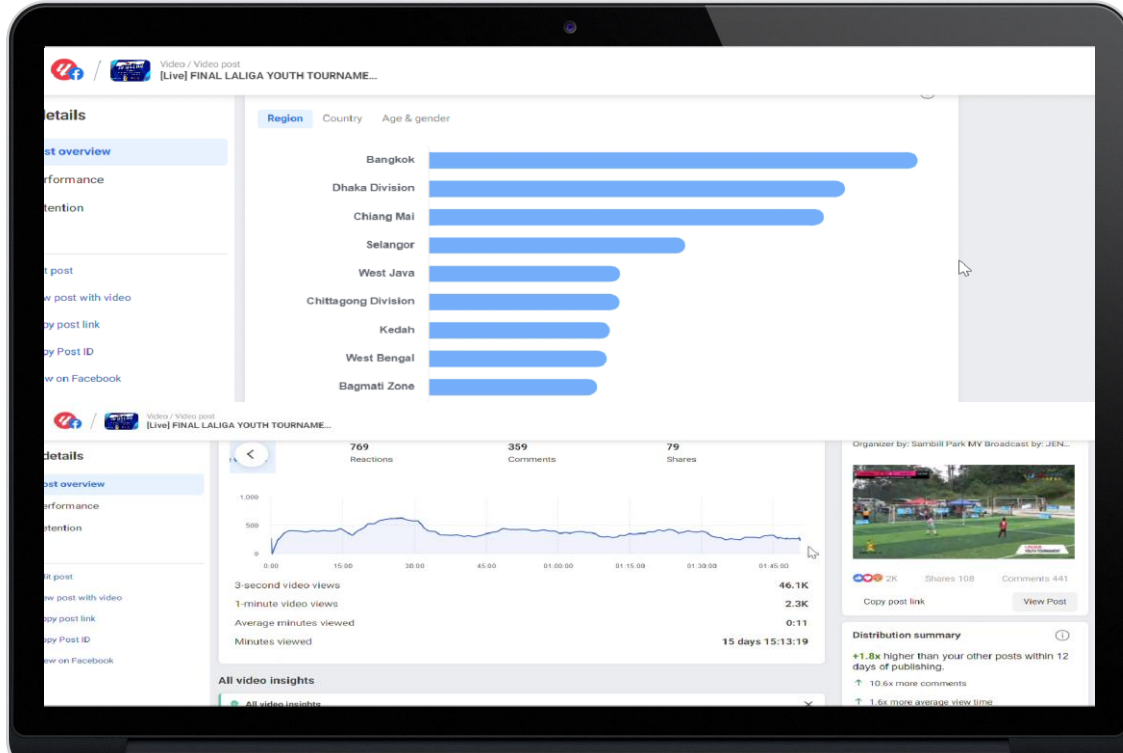 Video / Video post
[Live] FINAL LALIGA YOUTH TOURNAME...
details
Region Country Age & gender
st overview
rformance
tention
t post
w post with video
py post link
py Post ID
w on Facebook
Bangkok
Dhaka Division
Chiang Mai
Selangor
West Java
Chittagong Division
Kedah
West Bengal
Bagmati Zone
Video / Video post
[Live] FINAL LALIGA YOUTH TOURNAME...
details
ost overview
erformance
etention
lit post
ew post with video
opy post link
opy Post ID
ew on Facebook
769 359 79
Reactions Comments Shares
1,000
500
0
0:00 15:00 30:00 45:00 01:00:00 01:15:00 01:30:00 01:45:00
3-second video views 46.1K
1-minute video views 2.3K
Average minutes viewed 0:11
Minutes viewed 15 days 15:13:19
All video insights
All video insights
Organizer by: Sambill Park MY Broadcast by: JEN...
2K Shares 108 Comments 441
Copy post link View Post
Distribution summary
+1.8x higher than your other posts within 12
days of publishing.
10.6x more comments
1.6x more average view time